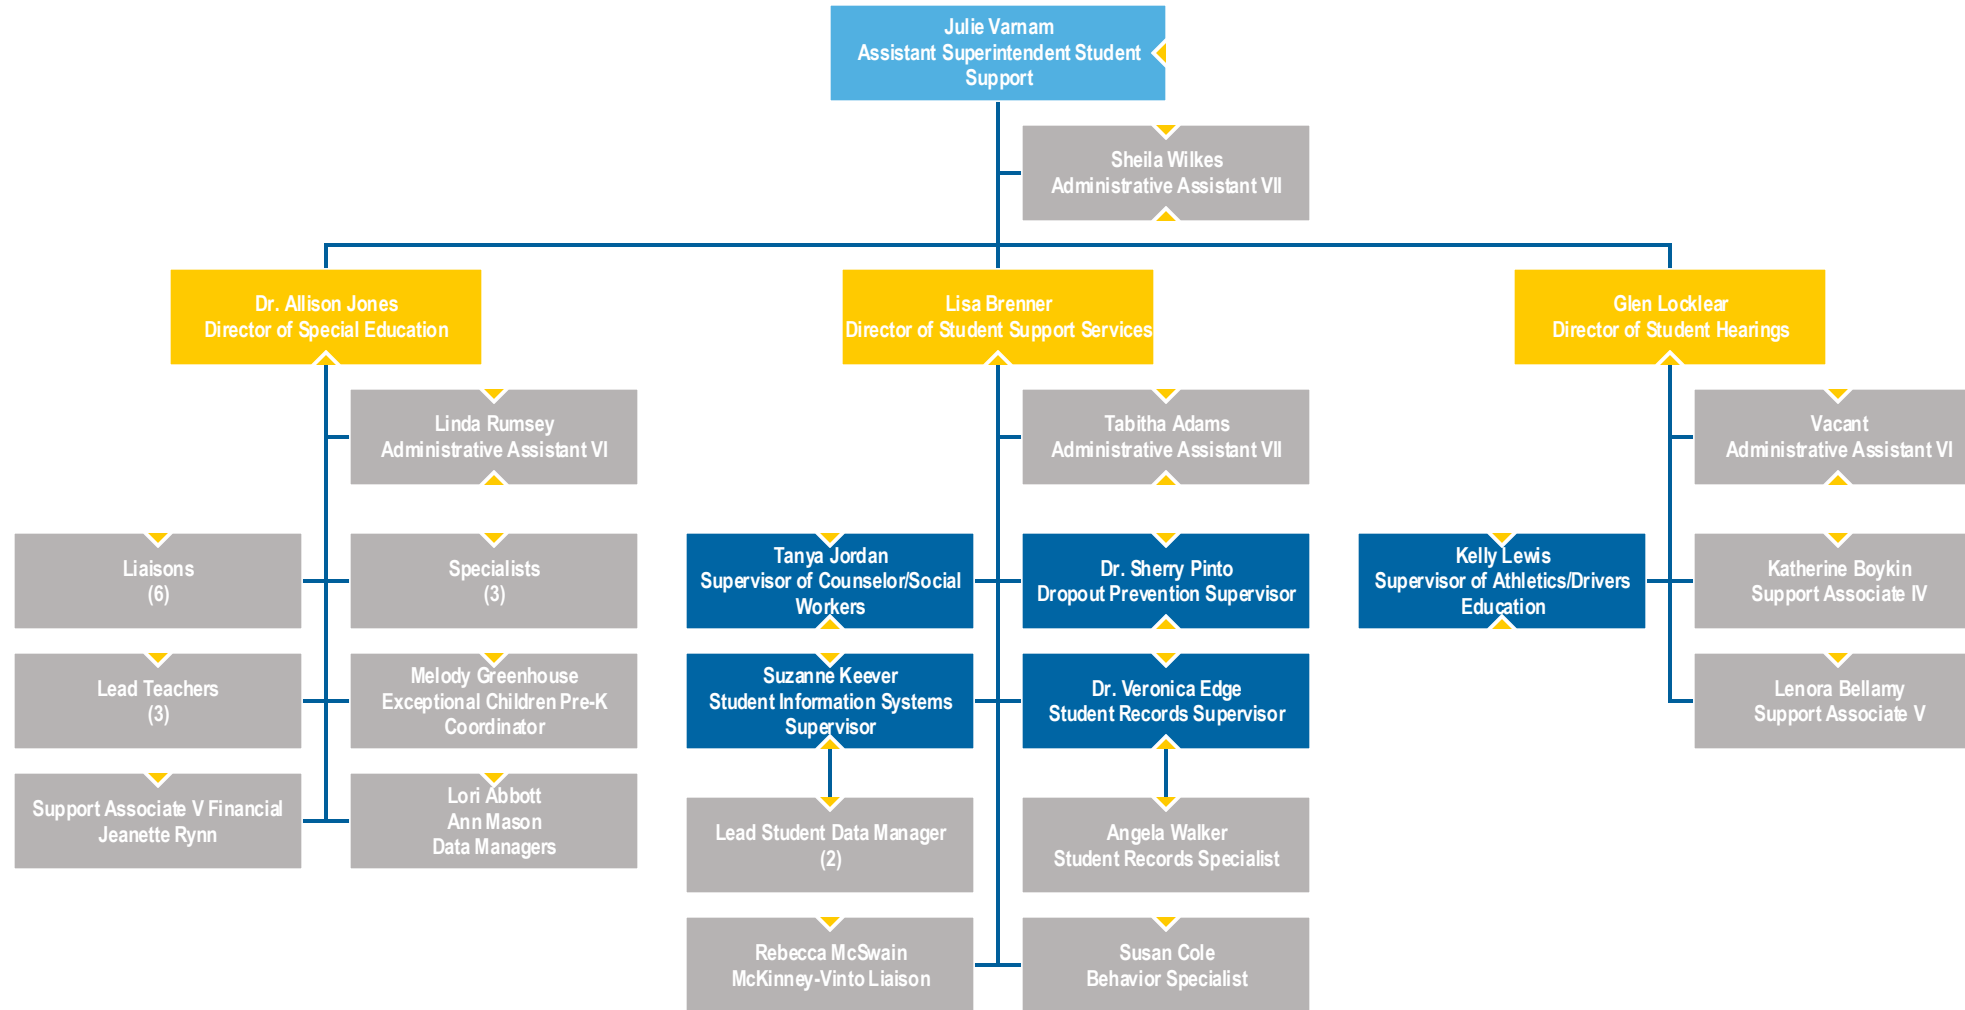 Julie Varnam
Assistant Superintendent Student
Support
Sheila Wilkes
Administrative Assistant VII
Dr. Allison Jones
Director of Special Education
Lisa Brenner
Director of Student Support Services
Glen Locklear
Director of Student Hearings
Linda Rumsey
Administrative Assistant VI
Tabitha Adams
Administrative Assistant VII
Vacant
Administrative Assistant VI
Liaisons
(6)
Specialists
(3)
Tanya Jordan
Supervisor of Counselor/Social
Workers
Dr. Sherry Pinto
Dropout Prevention Supervisor
Kelly Lewis
Supervisor of Athletics/Drivers
Education
Katherine Boykin
Support Associate IV
Lead Teachers
(3)
Melody Greenhouse
Exceptional Children Pre-K
Coordinator
Suzanne Keever
Student Information Systems
Supervisor
Dr. Veronica Edge
Student Records Supervisor
Lenora Bellamy
Support Associate V
Support Associate V Financial
Jeanette Rynn
Lori Abbott
Ann Mason
Data Managers
Lead Student Data Manager
(2)
Angela Walker
Student Records Specialist
Rebecca McSwain
McKinney-Vinto Liaison
Susan Cole
Behavior Specialist